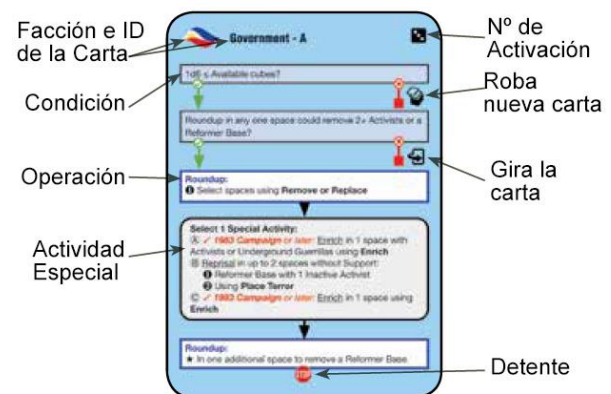 Facción e ID
de la Carta
Government - A
Nº de
Activación
1d6 ≤ Available cubes?
Condición
Roba
nueva carta
Roundup in any one space could remove 2+ Activists or a
Reformer Base?
Gira la
carta
Operación
Roundup:
❶ Select spaces using Remove or Replace
Actividad
Especial
Select 1 Special Activity:
Ⓐ ✓ 1983 Campaign or later: Enrich in 1 space with
Activists or Underground Guerrillas using Enrich
Ⓑ Reprisal in up to 2 spaces without Support:
❶ Reformer Base with 1 Inactive Activist
❷ Using Place Terror
Ⓒ ✓ 1983 Campaign or later: Enrich in 1 space using
Enrich
Roundup:
★ In one additional space to remove a Reformer Base.
STOP
Detente